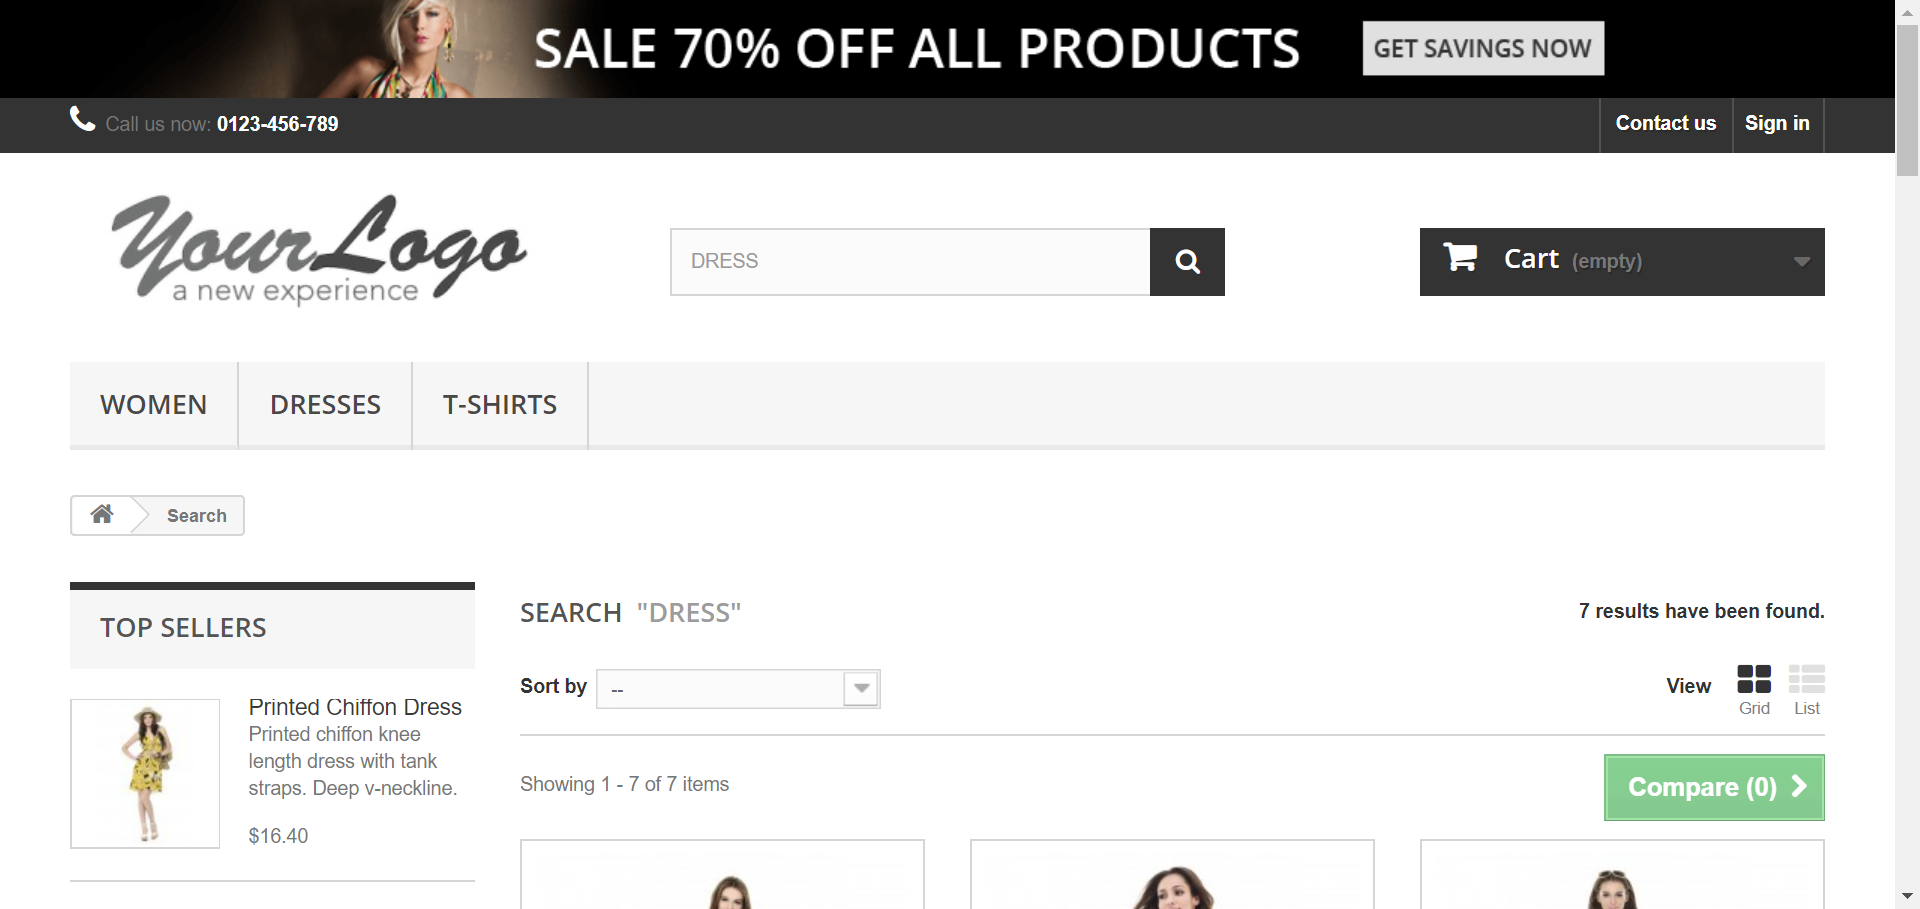 SALE 70% OFF ALL PRODUCTS
GET SAVINGS NOW
Call us now: 0123-456-789
Contact us
Sign in
YourLogo
a new experience
DRESS
Cart (empty)
WOMEN
DRESSES
T-SHIRTS
Search
TOP SELLERS
Printed Chiffon Dress
Printed chiffon knee
length dress with tank
straps. Deep v-neckline.
$16.40
SEARCH "DRESS"
7 results have been found.
Sort by
--
View
Grid
List
Showing 1 - 7 of 7 items
Compare (0)